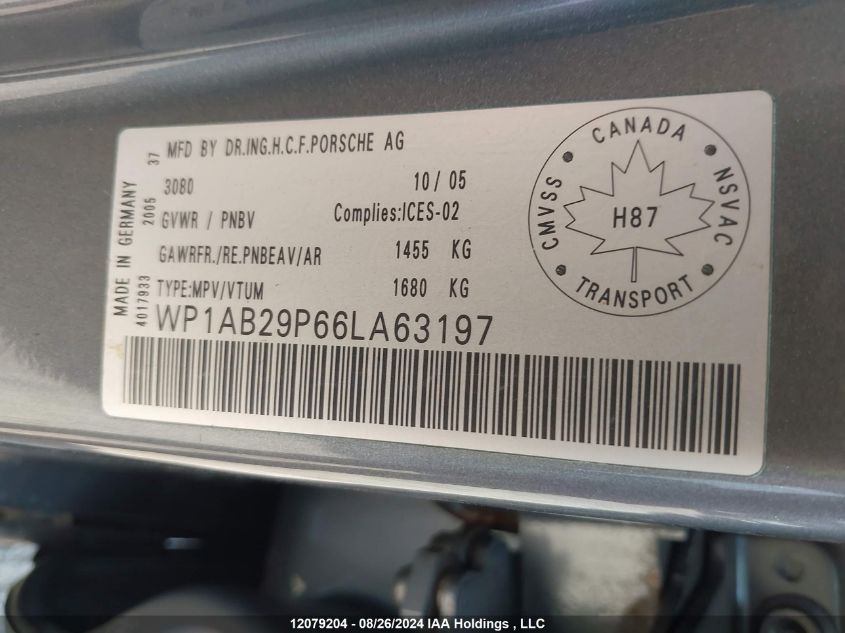 MFD BY DR.ING.H.C.F.PORSCHE AG
3080 10 / 05
GVWR / PNBV Complies:ICES-02
GAWRFR./RE.PNBEAV/AR 1455 KG
TYPE:MPV/VTUM 1680 KG
WP1AB29P66LA63197
MADE IN GERMANY
4017933 2005 37
CANADA
CMVSS
NSVAC
H87
TRANSPORT
12079204 - 08/26/2024 IAA Holdings , LLC